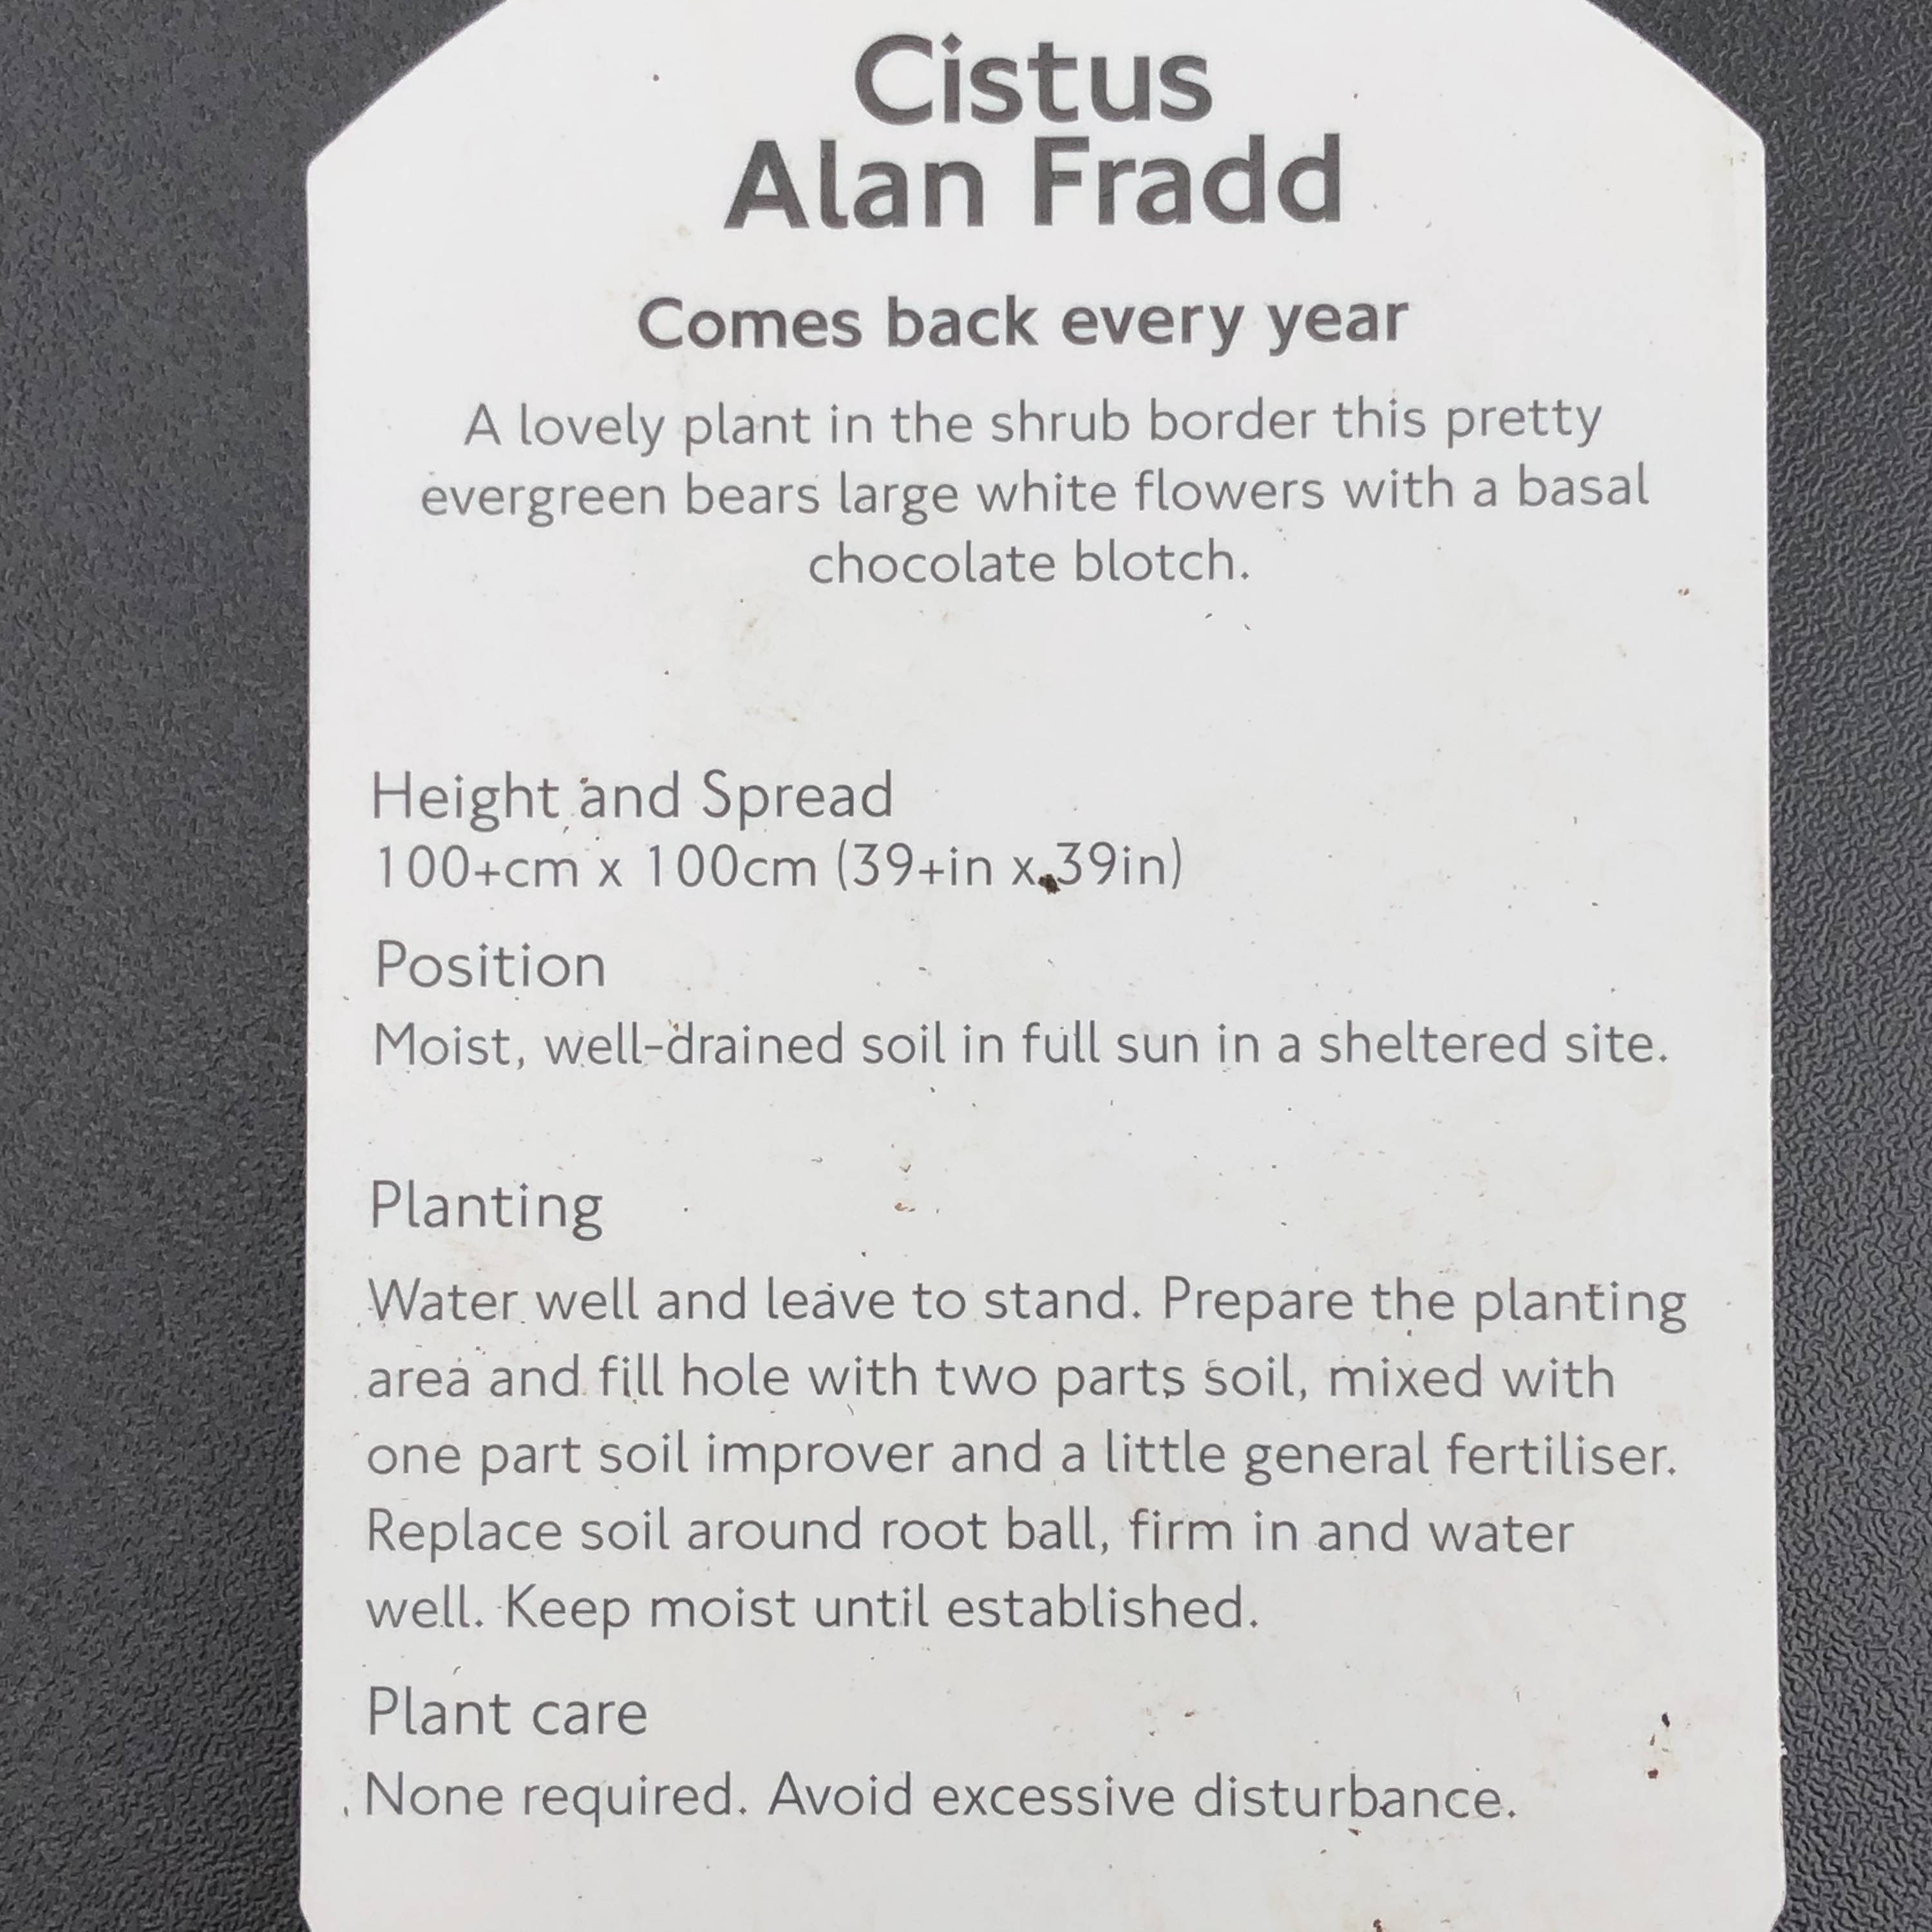 Cistus
Alan Fradd
Comes back every year
A lovely plant in the shrub border this pretty
evergreen bears large white flowers with a basal
chocolate blotch.
Height and Spread
100+cm x 100cm (39+in x 39in)
Position
Moist, well-drained soil in full sun in a sheltered site.
Planting
Water well and leave to stand. Prepare the planting
area and fill hole with two parts soil, mixed with
one part soil improver and a little general fertiliser.
Replace soil around root ball, firm in and water
well. Keep moist until established.
Plant care
None required. Avoid excessive disturbance.